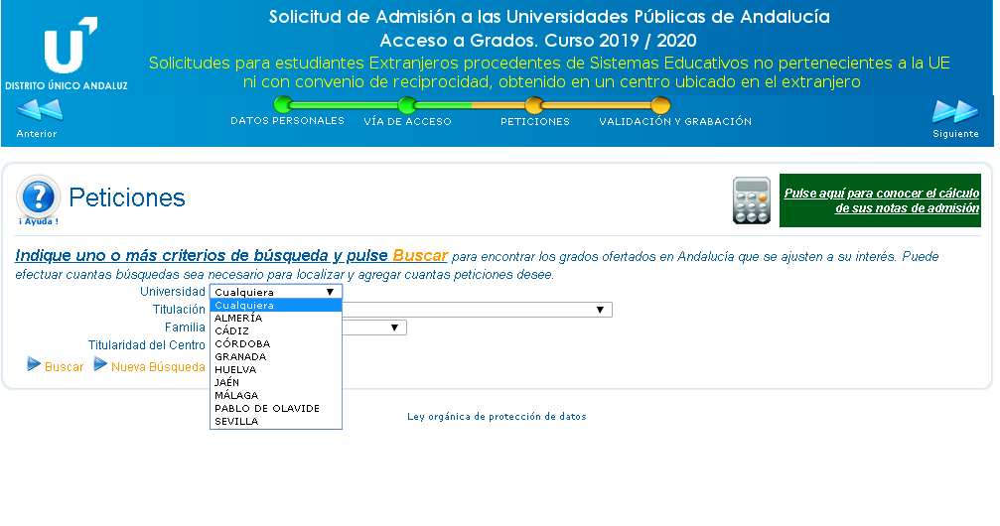 Solicitud de Admisión a las Universidades Públicas de Andalucía
Acceso a Grados. Curso 2019 / 2020
Solicitudes para estudiantes Extranjeros procedentes de Sistemas Educativos no pertenecientes a la UE
ni con convenio de reciprocidad, obtenido en un centro ubicado en el extranjero
U
DISTRITO ÚNICO ANDALUZ
Anterior
DATOS PERSONALES VÍA DE ACCESO PETICIONES VALIDACIÓN Y GRABACIÓN
Siguiente
?
¡ Ayuda !
Peticiones
Pulse aquí para conocer el cálculo
de sus notas de admisión
Indique uno o más criterios de búsqueda y pulse Buscar para encontrar los grados ofertados en Andalucía que se ajusten a su interés. Puede
efectuar cuantas búsquedas sea necesario para localizar y agregar cuantas peticiones desee.
Universidad Cualquiera
Titulación
Familia
Titularidad del Centro
Cualquiera
ALMERÍA
CÁDIZ
CÓRDOBA
GRANADA
HUELVA
JAÉN
MÁLAGA
PABLO DE OLAVIDE
SEVILLA
Buscar Nueva Búsqueda
Ley orgánica de protección de datos